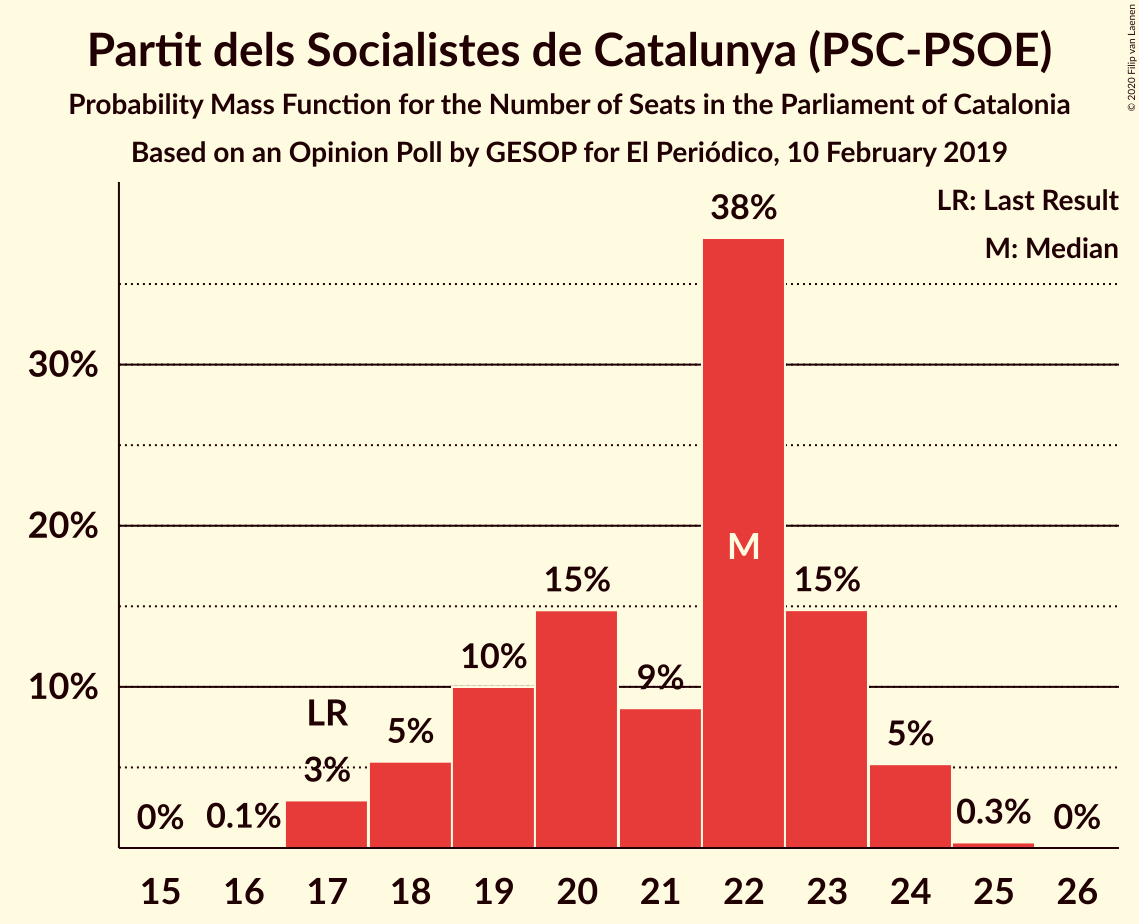 Partit dels Socialistes de Catalunya (PSC-PSOE)
Probability Mass Function for the Number of Seats in the Parliament of Catalonia
Based on an Opinion Poll by GESOP for El Periódico, 10 February 2019
© 2020 Filip van Laenen
LR: Last Result
M: Median
38%
30%
20%
M
15%
15%
10%
10%
9%
LR
5%
5%
3%
0%
0.1%
0.3%
0%
15 16 17 18 19 20 21 22 23 24 25 26